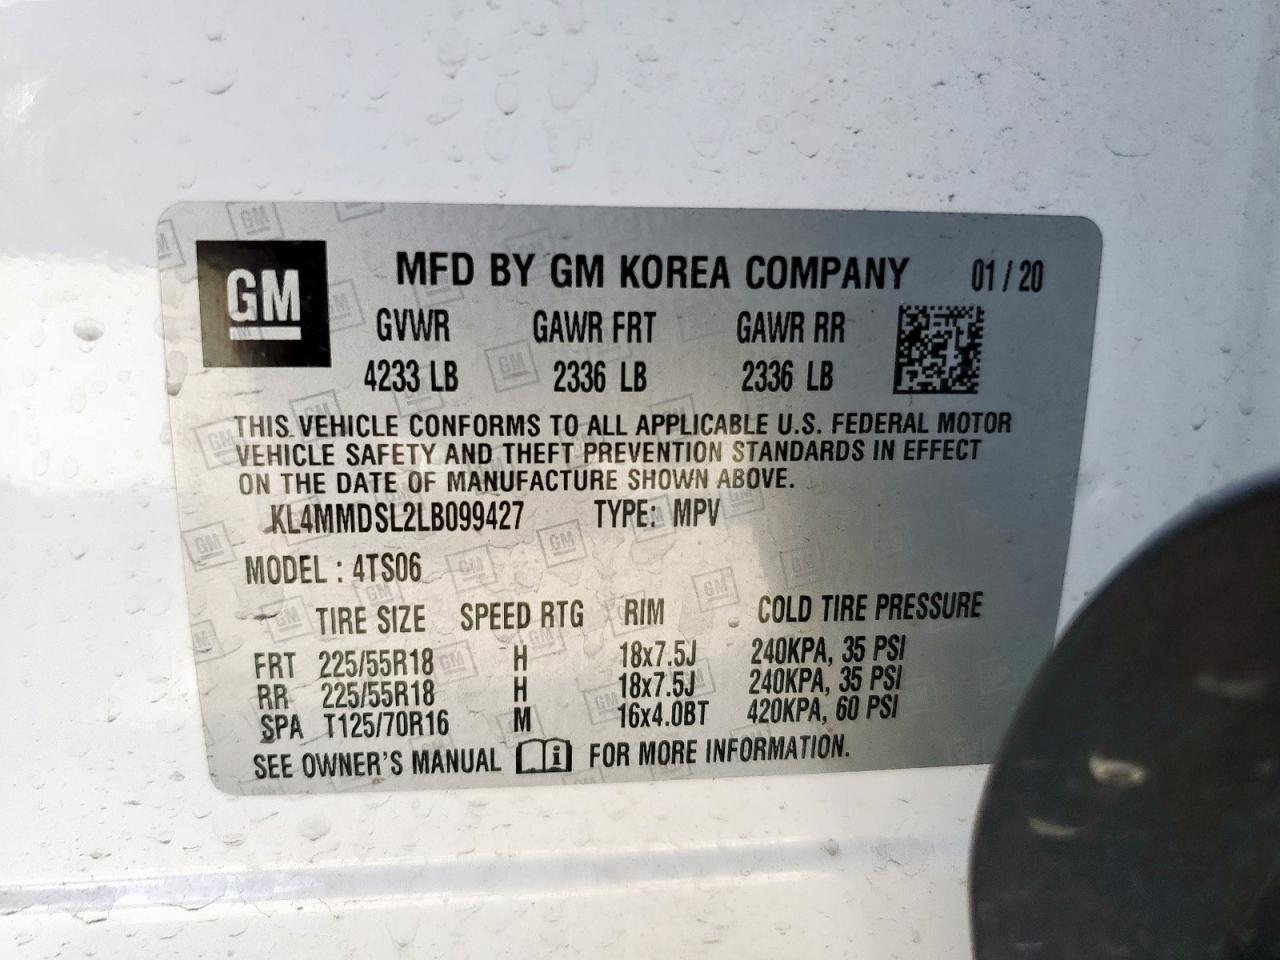 GM
MFD BY GM KOREA COMPANY 01 / 20
GVWR GAWR FRT GAWR RR
4233 LB 2336 LB 2336 LB
THIS VEHICLE CONFORMS TO ALL APPLICABLE U.S. FEDERAL MOTOR
VEHICLE SAFETY AND THEFT PREVENTION STANDARDS IN EFFECT
ON THE DATE OF MANUFACTURE SHOWN ABOVE.
KL4MMDSL2LB099427 TYPE: MPV
MODEL : 4TS06
TIRE SIZE SPEED RTG RIM COLD TIRE PRESSURE
FRT 225/55R18 H 18x7.5J 240KPA, 35 PSI
RR 225/55R18 H 18x7.5J 240KPA, 35 PSI
SPA T125/70R16 M 16x4.0BT 420KPA, 60 PSI
SEE OWNER'S MANUAL FOR MORE INFORMATION.